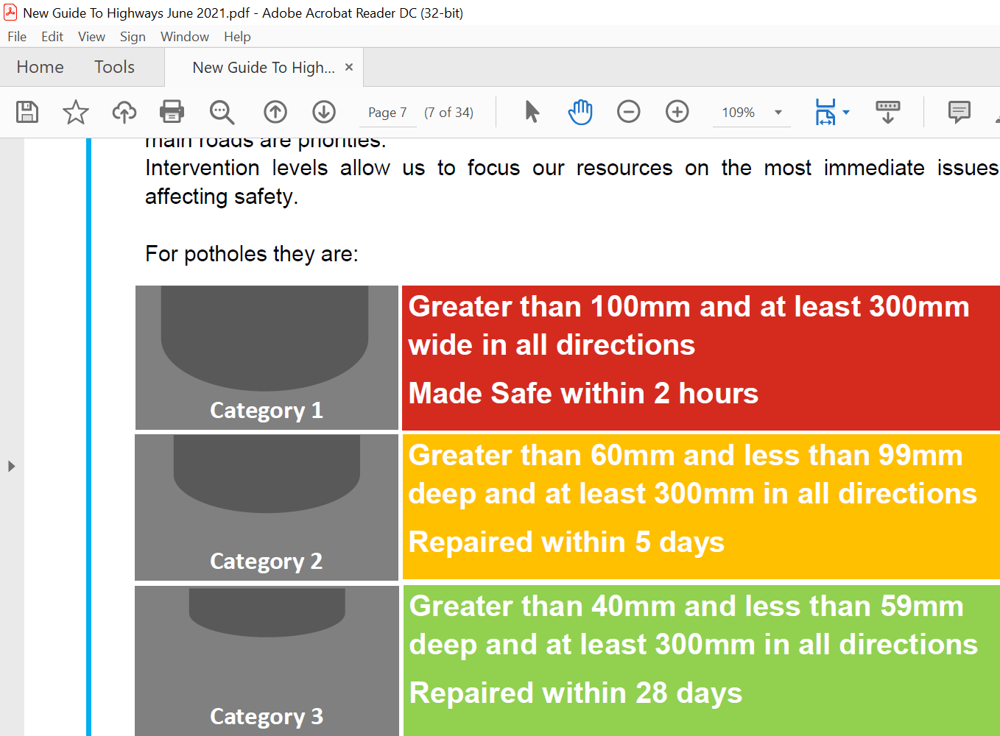 New Guide To Highways June 2021.pdf - Adobe Acrobat Reader DC (32-bit)
File Edit View Sign Window Help
Home Tools New Guide To High... ×
Page 7 (7 of 34) 109%
main roads are priorities.
Intervention levels allow us to focus our resources on the most immediate issues
affecting safety.
For potholes they are:
Category 1
Greater than 100mm and at least 300mm
wide in all directions
Made Safe within 2 hours
Category 2
Greater than 60mm and less than 99mm
deep and at least 300mm in all directions
Repaired within 5 days
Category 3
Greater than 40mm and less than 59mm
deep and at least 300mm in all directions
Repaired within 28 days